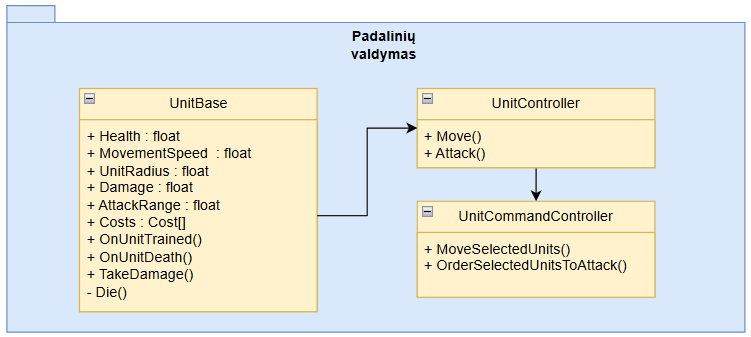 Padalinių
valdymas
UnitBase
+ Health : float
+ MovementSpeed : float
+ UnitRadius : float
+ Damage : float
+ AttackRange : float
+ Costs : Cost[]
+ OnUnitTrained()
+ OnUnitDeath()
+ TakeDamage()
- Die()
UnitController
+ Move()
+ Attack()
UnitCommandController
+ MoveSelectedUnits()
+ OrderSelectedUnitsToAttack()